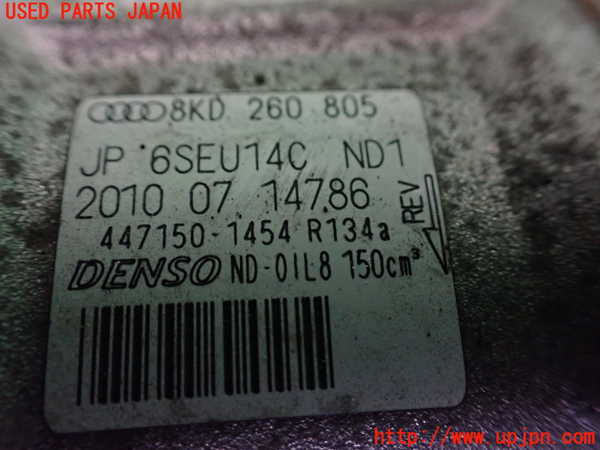 USED PARTS JAPAN
8KD 260 805
JP 6SEU14C ND1
2010 07 14786
REV
447150-1454 R134a
DENSO ND-OIL8 150cm³
http://www.upjpn.com